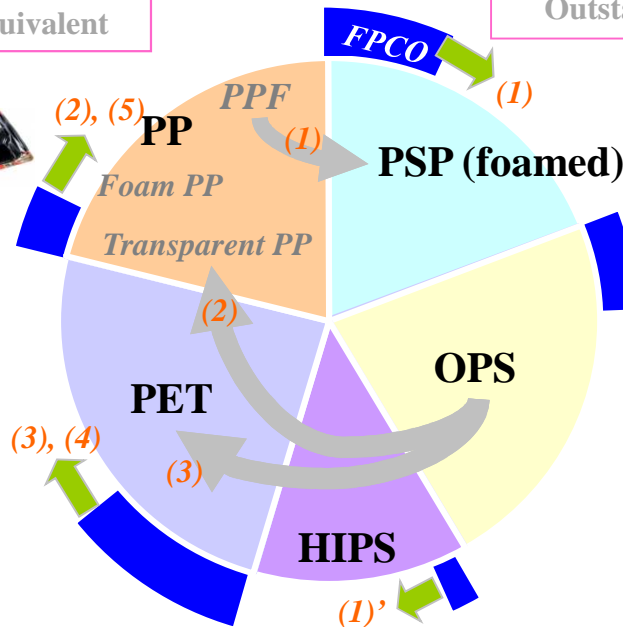 uivalent
Outsta
FPCO
(1)
(2), (5)
PPF
PP
(1)
PSP (foamed)
Foam PP
Transparent PP
(2)
OPS
PET
(3), (4)
(3)
HIPS
(1)’